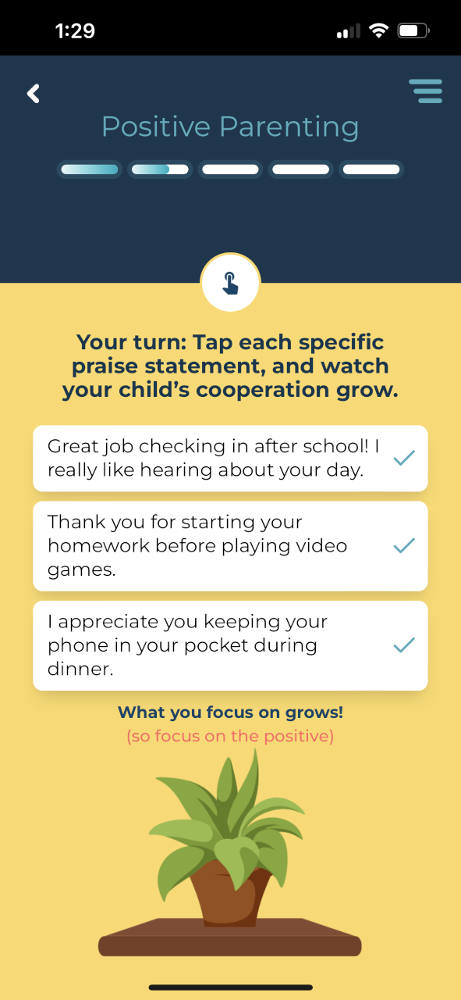 1:29
Positive Parenting
Your turn: Tap each specific
praise statement, and watch
your child’s cooperation grow.
Great job checking in after school! I
really like hearing about your day.
Thank you for starting your
homework before playing video
games.
I appreciate you keeping your
phone in your pocket during
dinner.
What you focus on grows!
(so focus on the positive)